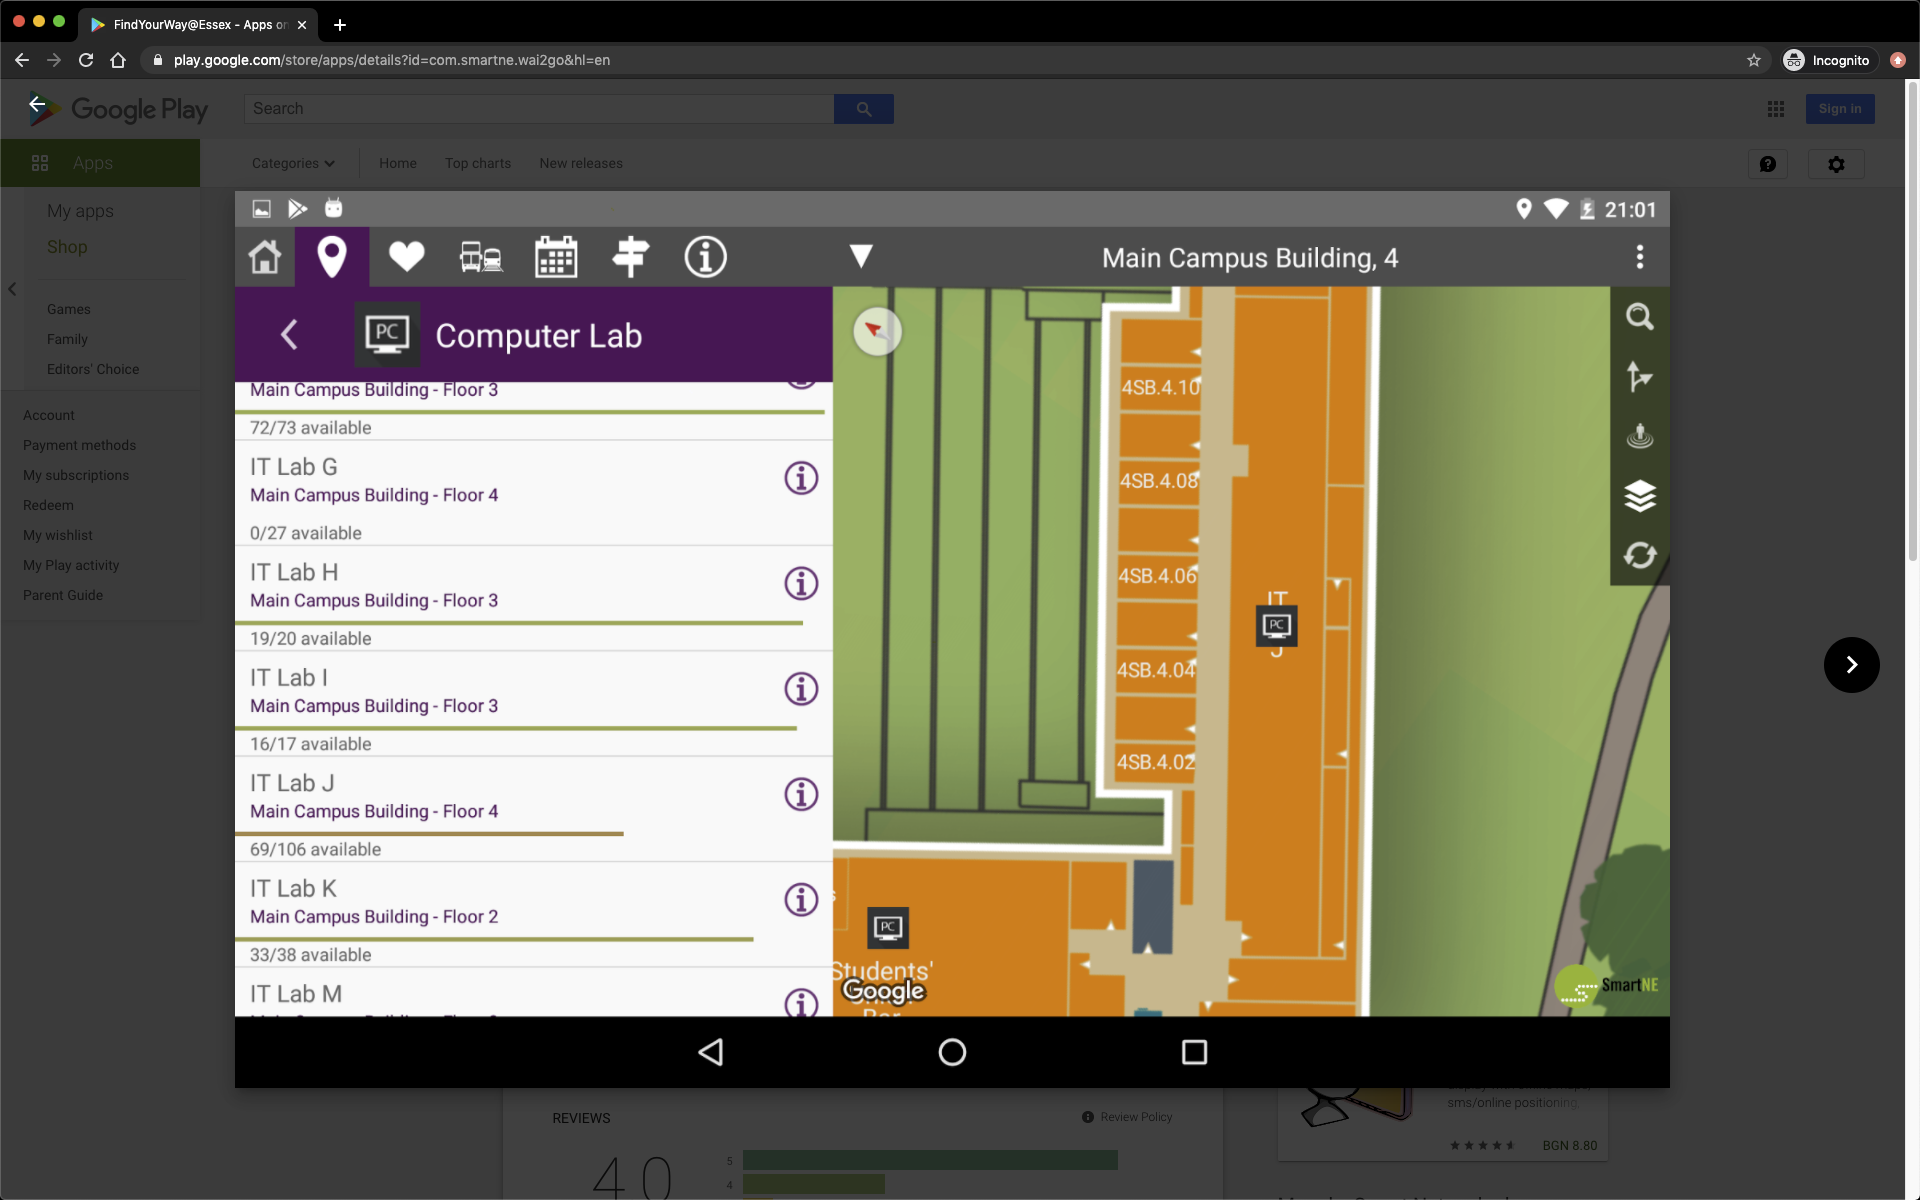 FindYourWay@Essex - Apps on
play.google.com/store/apps/details?id=com.smartne.wai2go&hl=en
Incognito
Google Play
Search
Sign in
Apps
Categories
Home
Top charts
New releases
My apps
Shop
Games
Family
Editors' Choice
Account
Payment methods
My subscriptions
Redeem
My wishlist
My Play activity
Parent Guide
21:01
Main Campus Building, 4
PC
Computer Lab
Main Campus Building - Floor 3
72/73 available
IT Lab G
Main Campus Building - Floor 4
0/27 available
IT Lab H
Main Campus Building - Floor 3
19/20 available
IT Lab I
Main Campus Building - Floor 3
16/17 available
IT Lab J
Main Campus Building - Floor 4
69/106 available
IT Lab K
Main Campus Building - Floor 2
33/38 available
IT Lab M
4SB.4.10
4SB.4.08
4SB.4.06
4SB.4.04
4SB.4.02
IT
PC
J
PC
Students'
Bar
Google
SmartNE
REVIEWS
Review Policy
4.0
5
4
sms/online positioning
BGN 8.80